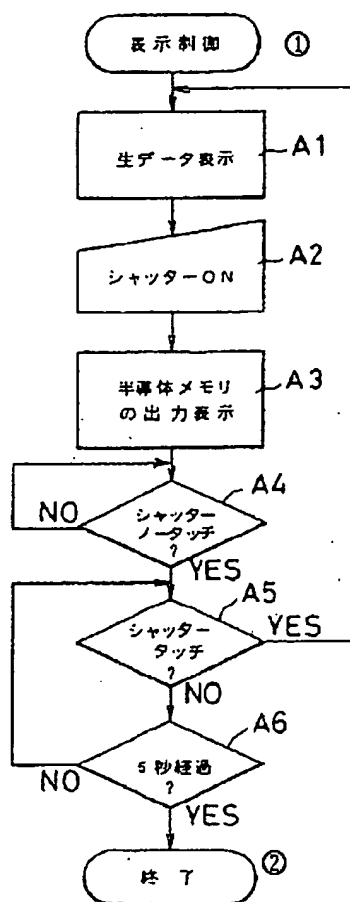 表示制御
①
生データ表示
A1
シャッターON
A2
半導体メモリ
の出力表示
A3
シャッター
ノータッチ
?
A4
NO
YES
シャッター
タッチ
?
A5
YES
NO
5秒経過
?
A6
NO
YES
終了
②